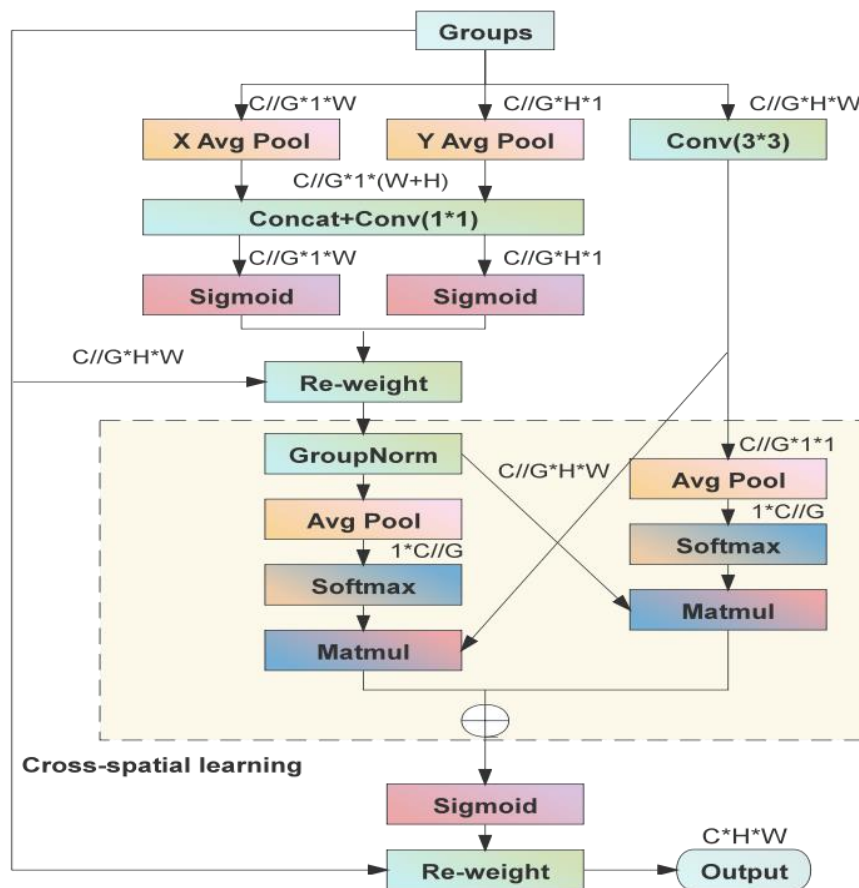 Groups
C//G*1*W
C//G*H*1
C//G*H*W
X Avg Pool
Y Avg Pool
Conv(3*3)
C//G*1*(W+H)
Concat+Conv(1*1)
C//G*1*W
C//G*H*1
Sigmoid
Sigmoid
C//G*H*W
Re-weight
GroupNorm
C//G*H*W
C//G*1*1
Avg Pool
Avg Pool
1*C//G
1*C//G
Softmax
Softmax
Matmul
Matmul
Cross-spatial learning
Sigmoid
C*H*W
Re-weight
Output